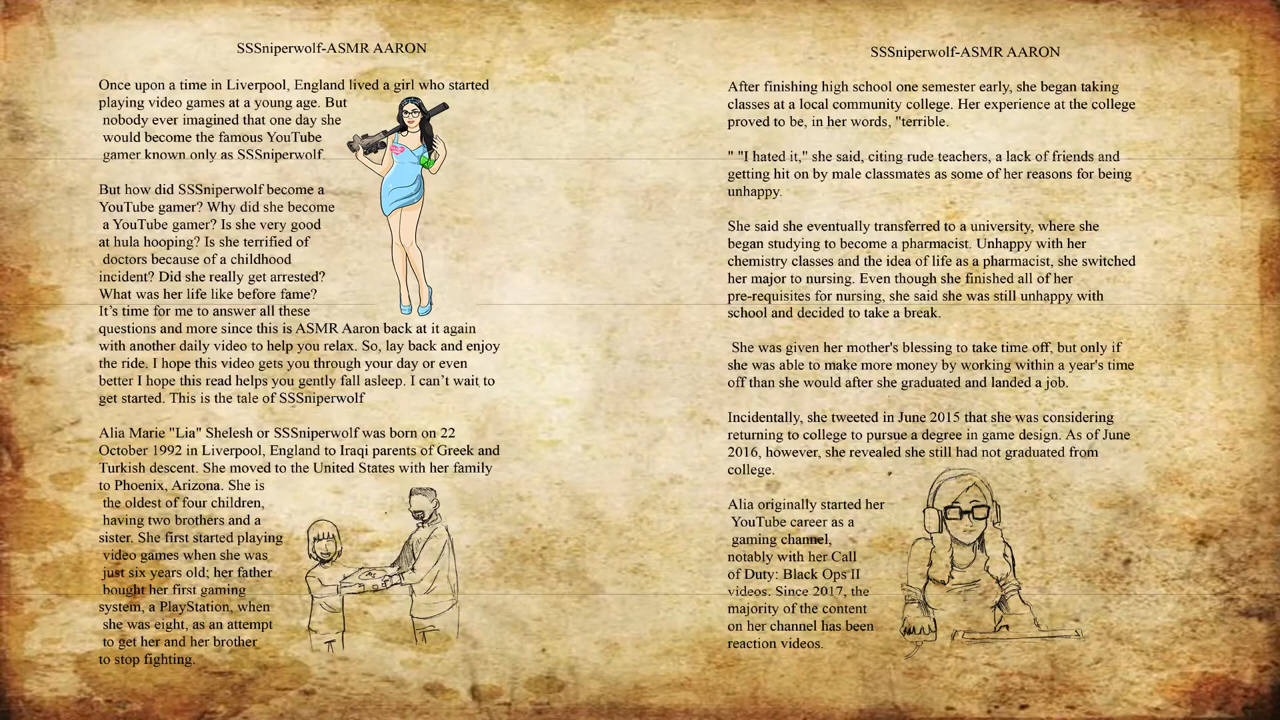 SSSniperwolf-ASMR AARON
Once upon a time in Liverpool, England lived a girl who started
playing video games at a young age. But
nobody ever imagined that one day she
would become the famous YouTube
gamer known only as SSSniperwolf.
But how did SSSniperwolf become a
YouTube gamer? Why did she become
a YouTube gamer? Is she very good
at hula hooping? Is she terrified of
doctors because of a childhood
incident? Did she really get arrested?
What was her life like before fame?
It's time for me to answer all these
questions and more since this is ASMR Aaron back at it again
with another daily video to help you relax. So, lay back and enjoy
the ride. I hope this video gets you through your day or even
better I hope this read helps you gently fall asleep. I can't wait to
get started. This is the tale of SSSniperwolf
Alia Marie "Lia" Shelesh or SSSniperwolf was born on 22
October 1992 in Liverpool, England to Iraqi parents of Greek and
Turkish descent. She moved to the United States with her family
to Phoenix, Arizona. She is
the oldest of four children,
having two brothers and a
sister. She first started playing
video games when she was
just six years old; her father
bought her first gaming
system, a PlayStation, when
she was eight, as an attempt
to get her and her brother
to stop fighting.
SSSniperwolf-ASMR AARON
After finishing high school one semester early, she began taking
classes at a local community college. Her experience at the college
proved to be, in her words, "terrible.
" "I hated it," she said, citing rude teachers, a lack of friends and
getting hit on by male classmates as some of her reasons for being
unhappy.
She said she eventually transferred to a university, where she
began studying to become a pharmacist. Unhappy with her
chemistry classes and the idea of life as a pharmacist, she switched
her major to nursing. Even though she finished all of her
pre-requisites for nursing, she said she was still unhappy with
school and decided to take a break.
She was given her mother's blessing to take time off, but only if
she was able to make more money by working within a year's time
off than she would after she graduated and landed a job.
Incidentally, she tweeted in June 2015 that she was considering
returning to college to pursue a degree in game design. As of June
2016, however, she revealed she still had not graduated from
college.
Alia originally started her
YouTube career as a
gaming channel,
notably with her Call
of Duty: Black Ops II
videos. Since 2017, the
majority of the content
on her channel has been
reaction videos.